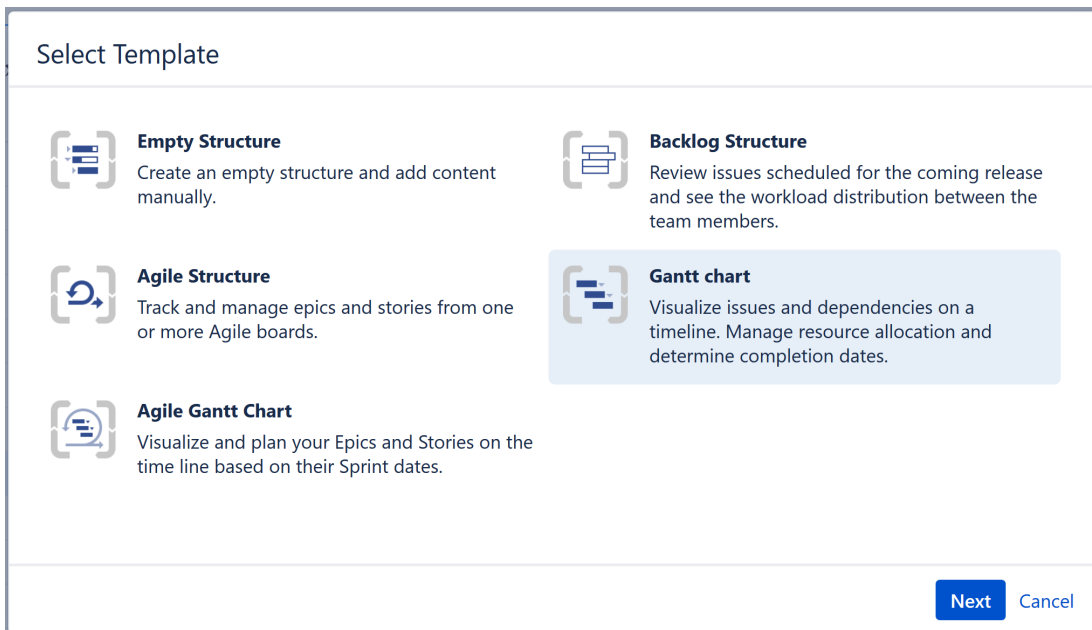 Select Template
Empty Structure
Create an empty structure and add content
manually.
Backlog Structure
Review issues scheduled for the coming release
and see the workload distribution between the
team members.
Agile Structure
Track and manage epics and stories from one
or more Agile boards.
Gantt chart
Visualize issues and dependencies on a
timeline. Manage resource allocation and
determine completion dates.
Agile Gantt Chart
Visualize and plan your Epics and Stories on the
time line based on their Sprint dates.
Next
Cancel